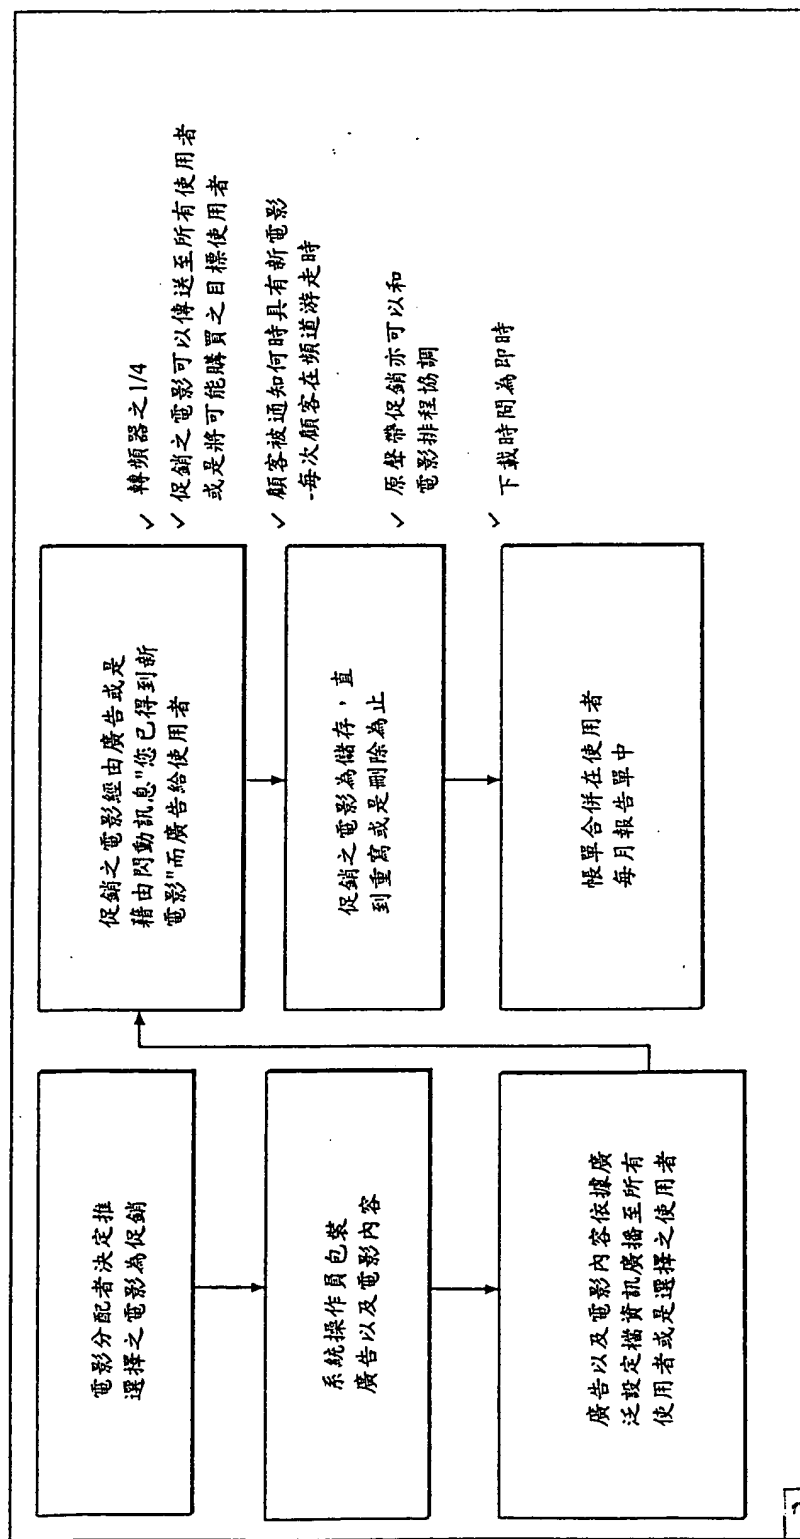 電影分配者決定推
選擇之電影為促銷
系統操作員包裝
廣告以及電影內容
廣告以及電影內容依據廣
泛設定檔資訊廣播至所有
使用者或是選擇之使用者
促銷之電影經由廣告或是
藉由閃動訊息"您已得到新
電影"而廣告給使用者
促銷之電影為儲存，直
到重寫或是刪除為止
帳單合併在使用者
每月報告單中
✓ 轉頻器之1/4
✓ 促銷之電影可以傳送至所有使用者
或是將可能購買之目標使用者
✓ 顧客被通知何時具有新電影
-每次顧客在頻道游走時
✓ 原聲帶促銷亦可以和
電影排程協調
✓ 下載時間為即時